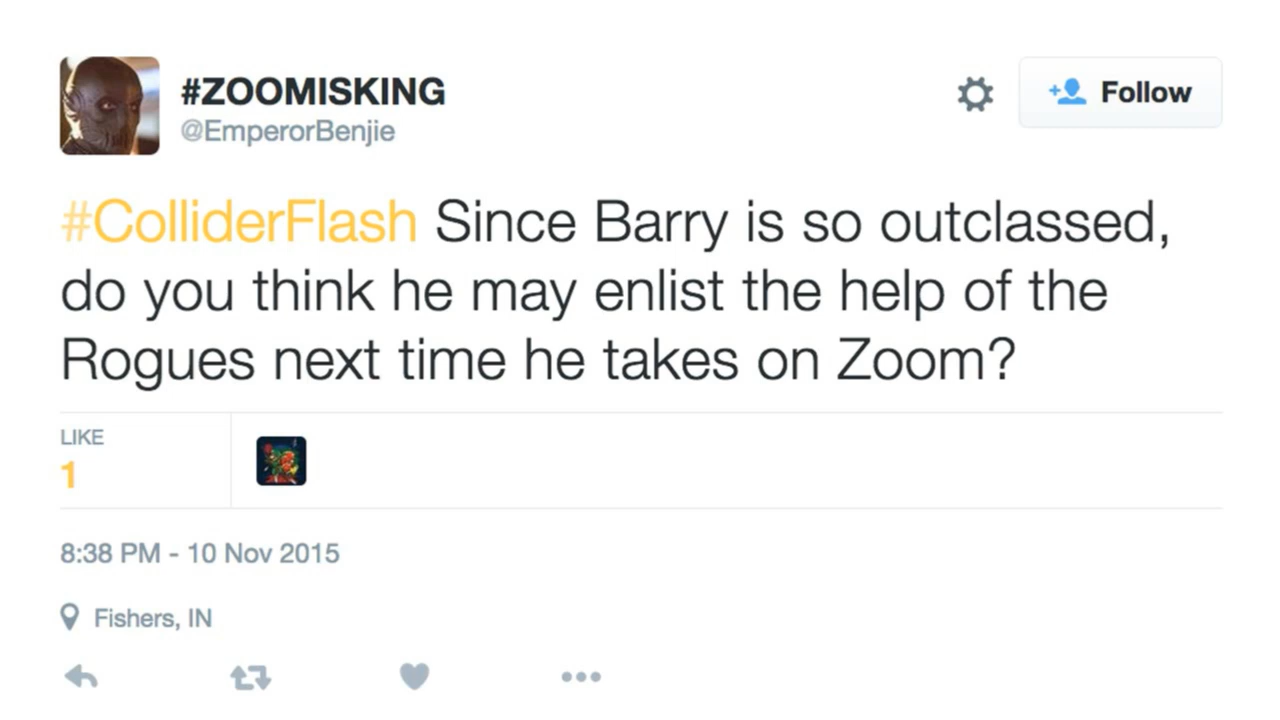 #ZOOMISKING
@EmperorBenjie
Follow
#ColliderFlash Since Barry is so outclassed,
do you think he may enlist the help of the
Rogues next time he takes on Zoom?
LIKE
1
8:38 PM - 10 Nov 2015
Fishers, IN